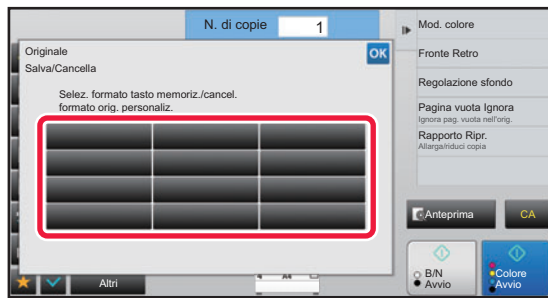 N. di copie 1
Originale
Salva/Cancella
OK
Selez. formato tasto memoriz./cancel.
formato orig. personaliz.
Mod. colore
Fronte Retro
Regolazione sfondo
Pagina vuota Ignora
Ignora pag. vuota nell'orig.
Rapporto Ripr.
Allarga/riduci copia
Anteprima
CA
B/N
Avvio
Colore
Avvio
Altri
A4